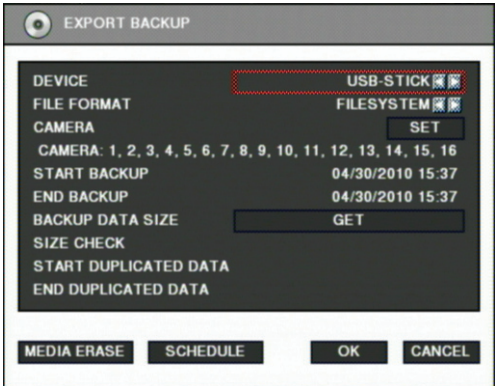 EXPORT BACKUP
DEVICE USB-STICK
FILE FORMAT FILESYSTEM
CAMERA SET
CAMERA: 1, 2, 3, 4, 5, 6, 7, 8, 9, 10, 11, 12, 13, 14, 15, 16
START BACKUP 04/30/2010 15:37
END BACKUP 04/30/2010 15:37
BACKUP DATA SIZE GET
SIZE CHECK
START DUPLICATED DATA
END DUPLICATED DATA
MEDIA ERASE SCHEDULE OK CANCEL